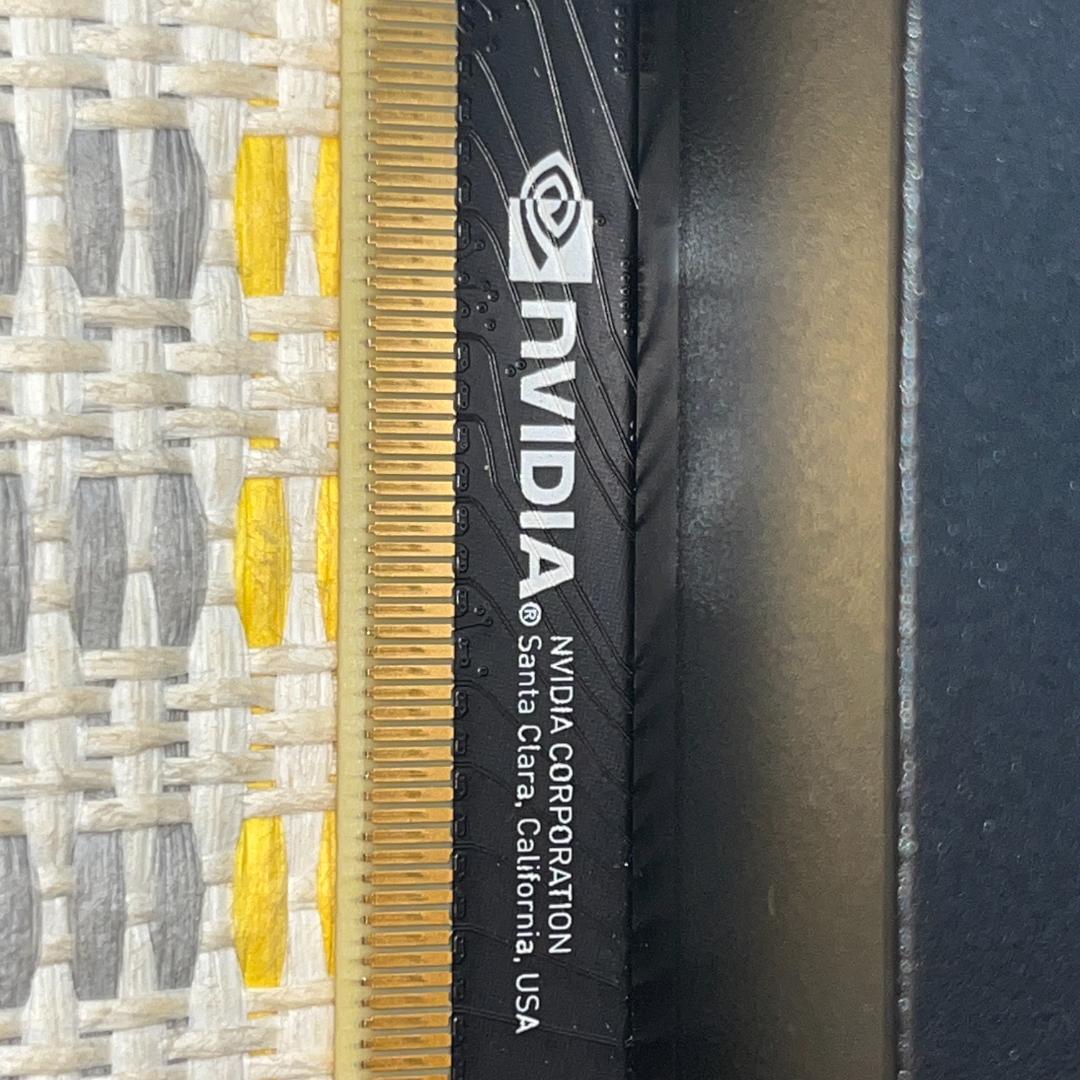 nVIDIA®
NVIDIA CORPORATION
Santa Clara, California, USA